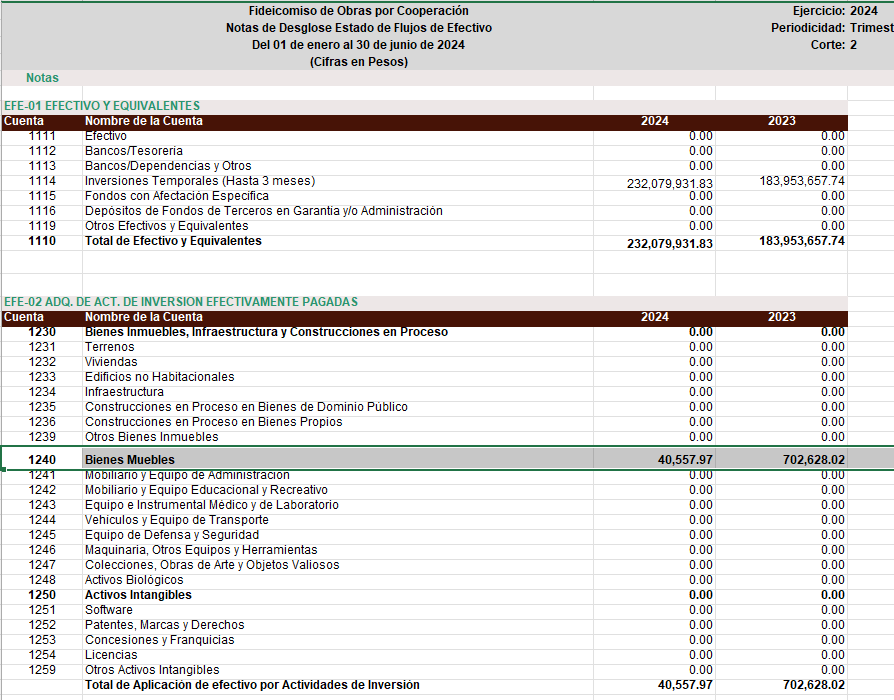 Fideicomiso de Obras por Cooperación Ejercicio: 2024
Notas de Desglose Estado de Flujos de Efectivo Periodicidad: Trimest
Del 01 de enero al 30 de junio de 2024 Corte: 2
(Cifras en Pesos)
Notas
EFE-01 EFECTIVO Y EQUIVALENTES
Cuenta Nombre de la Cuenta 2024 2023
1111 Efectivo 0.00 0.00
1112 Bancos/Tesorería 0.00 0.00
1113 Bancos/Dependencias y Otros 0.00 0.00
1114 Inversiones Temporales (Hasta 3 meses) 232,079,931.83 183,953,657.74
1115 Fondos con Afectación Específica 0.00 0.00
1116 Depósitos de Fondos de Terceros en Garantía y/o Administración 0.00 0.00
1119 Otros Efectivos y Equivalentes 0.00 0.00
1110 Total de Efectivo y Equivalentes 232,079,931.83 183,953,657.74
EFE-02 ADQ. DE ACT. DE INVERSION EFECTIVAMENTE PAGADAS
Cuenta Nombre de la Cuenta 2024 2023
1230 Bienes Inmuebles, Infraestructura y Construcciones en Proceso 0.00 0.00
1231 Terrenos 0.00 0.00
1232 Viviendas 0.00 0.00
1233 Edificios no Habitacionales 0.00 0.00
1234 Infraestructura 0.00 0.00
1235 Construcciones en Proceso en Bienes de Dominio Público 0.00 0.00
1236 Construcciones en Proceso en Bienes Propios 0.00 0.00
1239 Otros Bienes Inmuebles 0.00 0.00
1240 Bienes Muebles 40,557.97 702,628.02
1241 Mobiliario y Equipo de Administración 0.00 0.00
1242 Mobiliario y Equipo Educacional y Recreativo 0.00 0.00
1243 Equipo e Instrumental Médico y de Laboratorio 0.00 0.00
1244 Vehículos y Equipo de Transporte 0.00 0.00
1245 Equipo de Defensa y Seguridad 0.00 0.00
1246 Maquinaria, Otros Equipos y Herramientas 0.00 0.00
1247 Colecciones, Obras de Arte y Objetos Valiosos 0.00 0.00
1248 Activos Biológicos 0.00 0.00
1250 Activos Intangibles 0.00 0.00
1251 Software 0.00 0.00
1252 Patentes, Marcas y Derechos 0.00 0.00
1253 Concesiones y Franquicias 0.00 0.00
1254 Licencias 0.00 0.00
1259 Otros Activos Intangibles 0.00 0.00
Total de Aplicación de efectivo por Actividades de Inversión 40,557.97 702,628.02